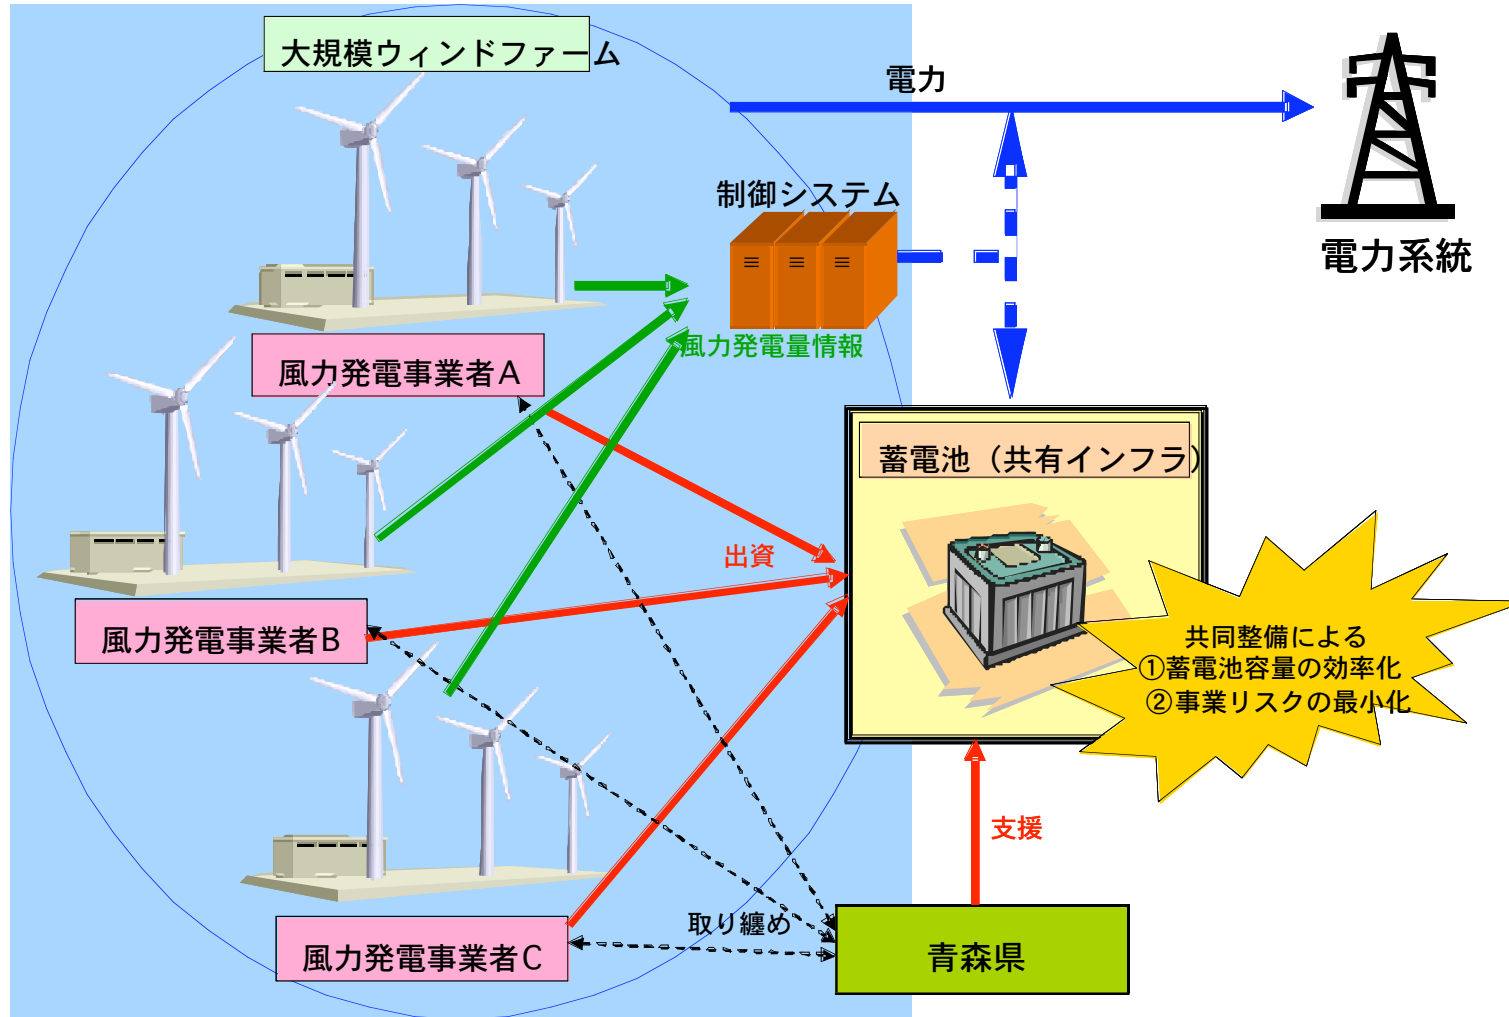 大規模ウィンドファーム
電力
制御システム
電力系統
風力発電量情報
風力発電事業者A
蓄電池（共有インフラ）
出資
風力発電事業者B
共同整備による
①蓄電池容量の効率化
②事業リスクの最小化
支援
取り纏め
風力発電事業者C
青森県